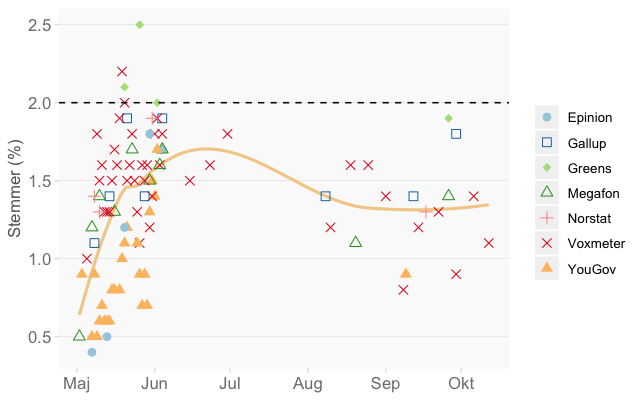 2.5
2.0
1.5
1.0
0.5
Stemmer (%)
Maj Jun Jul Aug Sep Okt
Epinion
Gallup
Greens
Megafon
Norstat
Voxmeter
YouGov